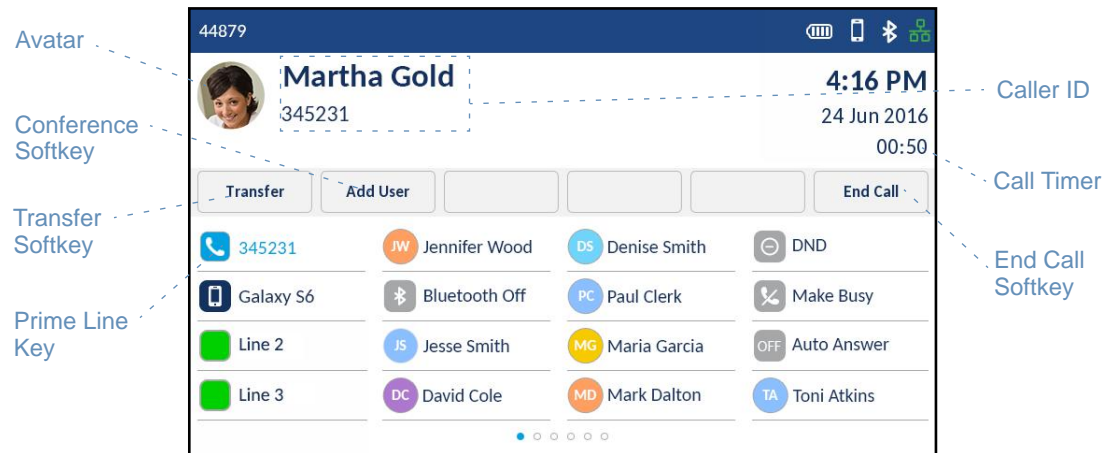 44879
Avatar
Martha Gold
4:16 PM
Caller ID
345231
24 Jun 2016
Conference
Softkey
00:50
Call Timer
Transfer
Add User
End Call
Transfer
Softkey
345231
JW Jennifer Wood
DS Denise Smith
DND
End Call
Softkey
Galaxy S6
Bluetooth Off
PC Paul Clerk
Make Busy
Prime Line
Key
Line 2
JS Jesse Smith
MG Maria Garcia
OFF Auto Answer
Line 3
DC David Cole
MD Mark Dalton
TA Toni Atkins